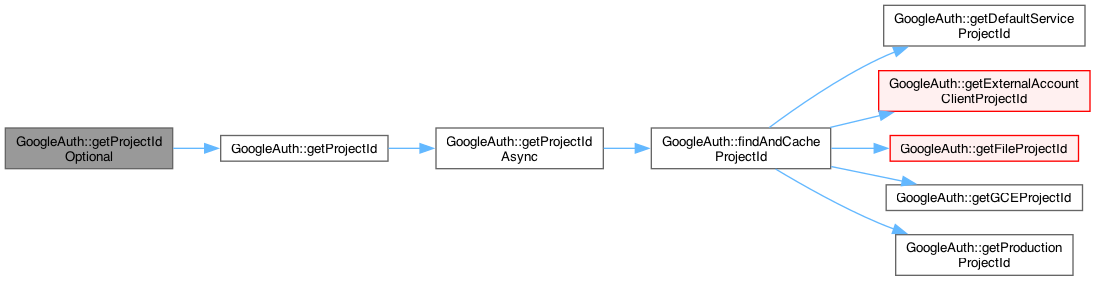 GoogleAuth::getProjectId
Optional
GoogleAuth::getProjectId
GoogleAuth::getProjectId
Async
GoogleAuth::findAndCache
ProjectId
GoogleAuth::getDefaultService
ProjectId
GoogleAuth::getExternalAccount
ClientProjectId
GoogleAuth::getFileProjectId
GoogleAuth::getGCEProjectId
GoogleAuth::getProduction
ProjectId